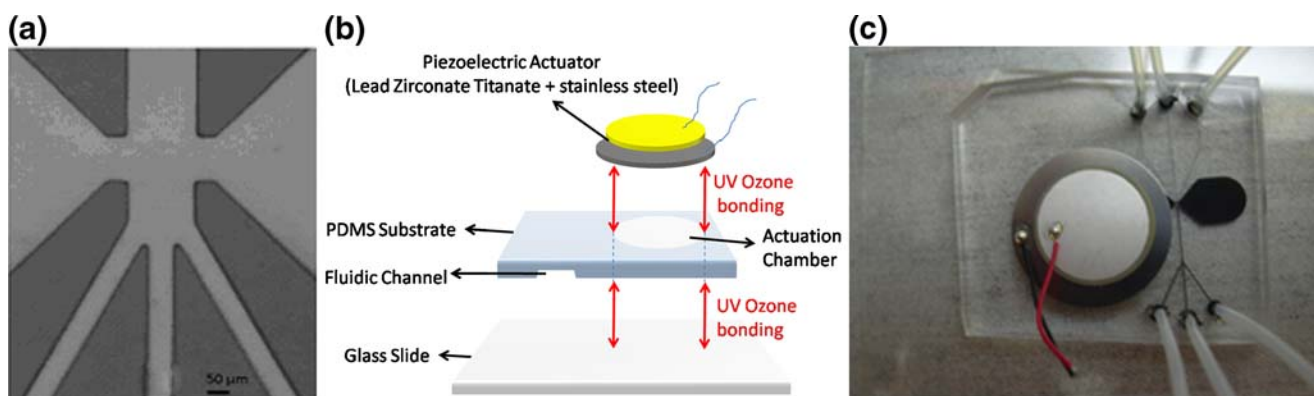 (a)
50 μm
(b)
Piezoelectric Actuator
(Lead Zirconate Titanate + stainless steel)
UV Ozone
bonding
PDMS Substrate
Actuation
Chamber
Fluidic Channel
UV Ozone
bonding
Glass Slide
(c)